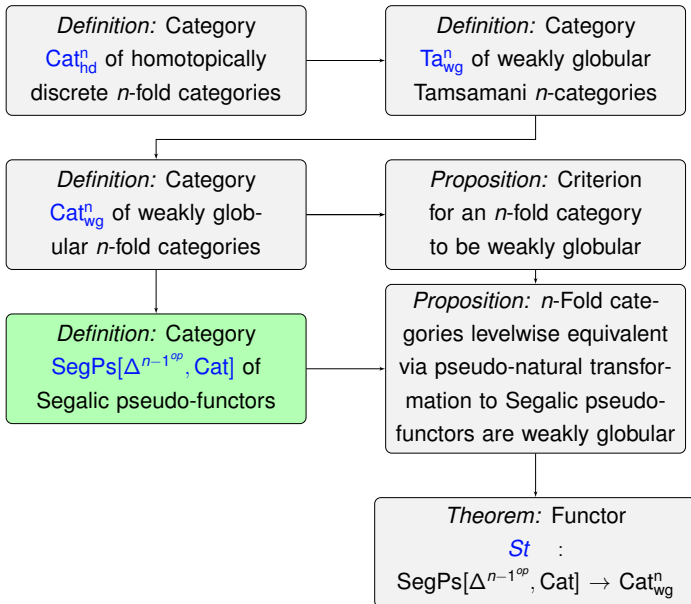 Definition: Category
Cat^n_hd of homotopically
discrete n-fold categories
Definition: Category
Ta^n_wg of weakly globular
Tamsamani n-categories
Definition: Category
Cat^n_wg of weakly glob-
ular n-fold categories
Proposition: Criterion
for an n-fold category
to be weakly globular
Definition: Category
SegPs[Δ^{n−1^{op}}, Cat] of
Segalic pseudo-functors
Proposition: n-Fold cate-
gories levelwise equivalent
via pseudo-natural transfor-
mation to Segalic pseudo-
functors are weakly globular
Theorem: Functor
St :
SegPs[Δ^{n−1^{op}}, Cat] → Cat^n_wg